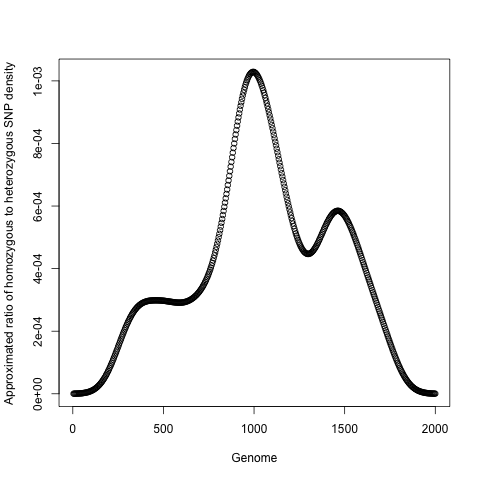 Approximated ratio of homozygous to heterozygous SNP density
1e-03
8e-04
6e-04
4e-04
2e-04
0e+00
0 500 1000 1500 2000
Genome